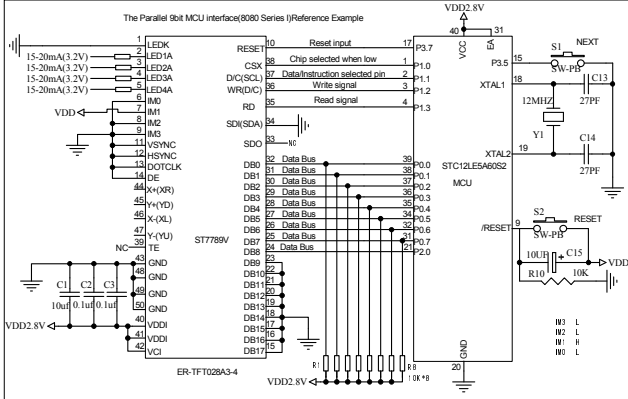 The Parallel 9bit MCU interface(8080 Series I)Reference Example
VDD2.8V
1 LEDK
15-20mA(3.2V) 2 LED1A
15-20mA(3.2V) 3 LED2A
15-20mA(3.2V) 4 LED3A
15-20mA(3.2V) 5 LED4A
6 IM0
VDD 7 IM1
8 IM2
9 IM3
11 VSYNC
12 HSYNC
13 DOTCLK
14 DE
44 X+(XR)
45 Y+(YD)
46 X-(XL)
47 Y-(YU)
NC 39 TE
43 GND
48 GND
49 GND
50 GND
40 VDDI
41 VDDI
42 VCI
C1 C2 C3
10uf 0.1uf 0.1uf
VDD2.8V
ST7789V
ER-TFT028A3-4
RESET 10 Reset input 17 P3.7
CSX 38 Chip selected when low 1 P1.0
D/C(SCL) 37 Data/Instruction selected pin 2 P1.1
WR(D/C) 36 Write signal 3 P1.2
RD 35 Read signal 4 P1.3
SDI(SDA) 34
SDO 33 NC
DB0 32 Data Bus 39 P0.0
DB1 31 Data Bus 38 P0.1
DB2 30 Data Bus 37 P0.2
DB3 29 Data Bus 36 P0.3
DB4 28 Data Bus 35 P0.4
DB5 27 Data Bus 34 P0.5
DB6 26 Data Bus 33 P0.6
DB7 25 Data Bus 31 P0.7
DB8 24 Data Bus 21 P2.0
DB9 23
DB10 22
DB11 21
DB12 20
DB13 19
DB14 18
DB15 17
DB16 16
DB17 15
R1 R8
10K*8
VDD2.8V
40 31
VCC EA
STC12LE5A60S2
MCU
GND
20
P3.5 15
S1 NEXT
SW-PB
XTAL1 18
C13
27PF
12MHZ
Y1
XTAL2 19
C14
27PF
/RESET 9
S2 RESET
SW-PB
10UF + C15
VDD
R10 10K
IM3 L
IM2 L
IM1 H
IM0 L